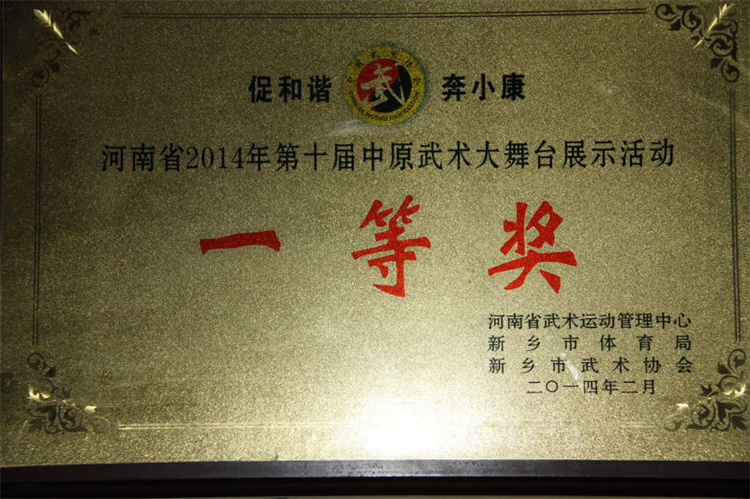 促和谐 武 奔小康
河南省2014年第十届中原武术大舞台展示活动
一等奖
河南省武术运动管理中心
新乡市体育局
新乡市武术协会
二〇一四年二月